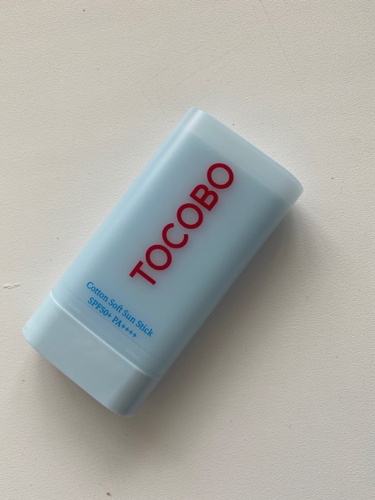 TOCOBO
Cotton Soft Sun Stick
SPF50+ PA++++